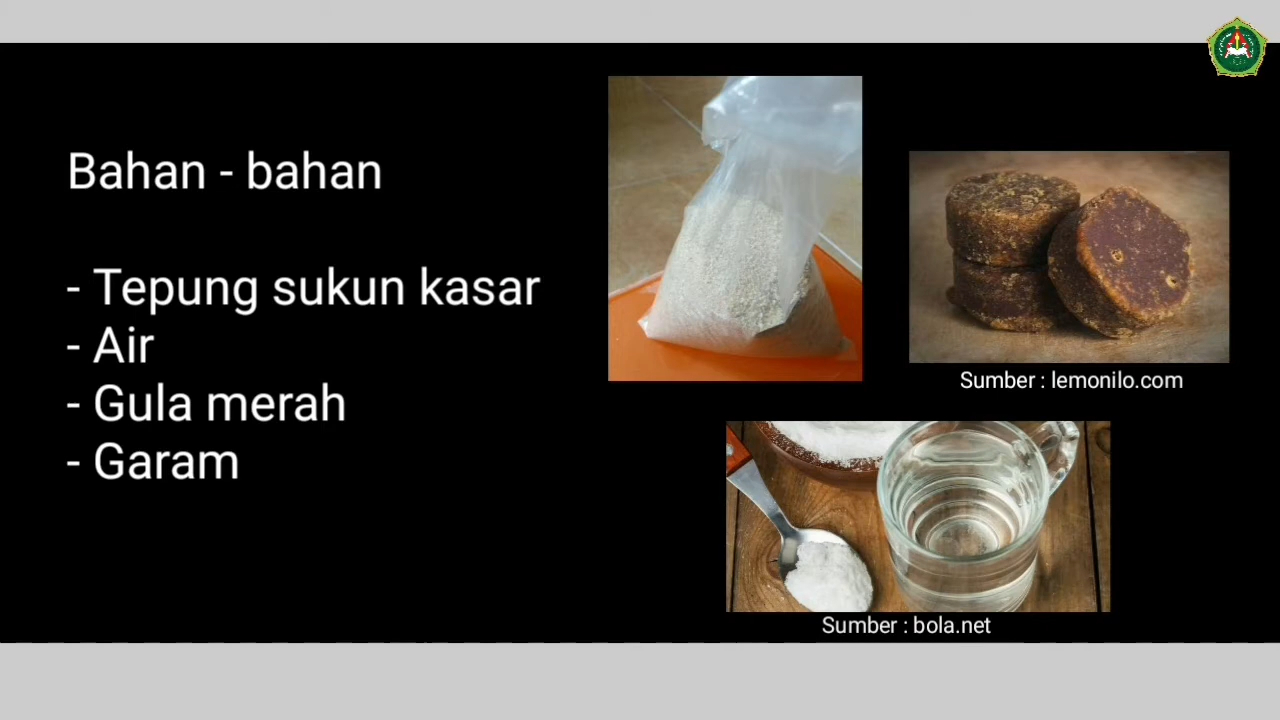 Bahan - bahan
- Tepung sukun kasar
- Air
- Gula merah
- Garam
Sumber : lemonilo.com
Sumber : bola.net